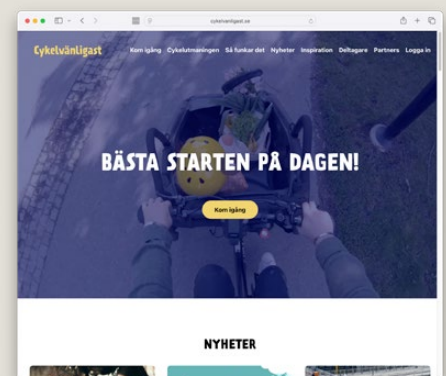 cykelvanligast.se
Cykelvänligast
Kom igång Cykelutmaningen Så funkar det Nyheter Inspiration Deltagare Partners Logga in
BÄSTA STARTEN PÅ DAGEN!
Kom igång
NYHETER